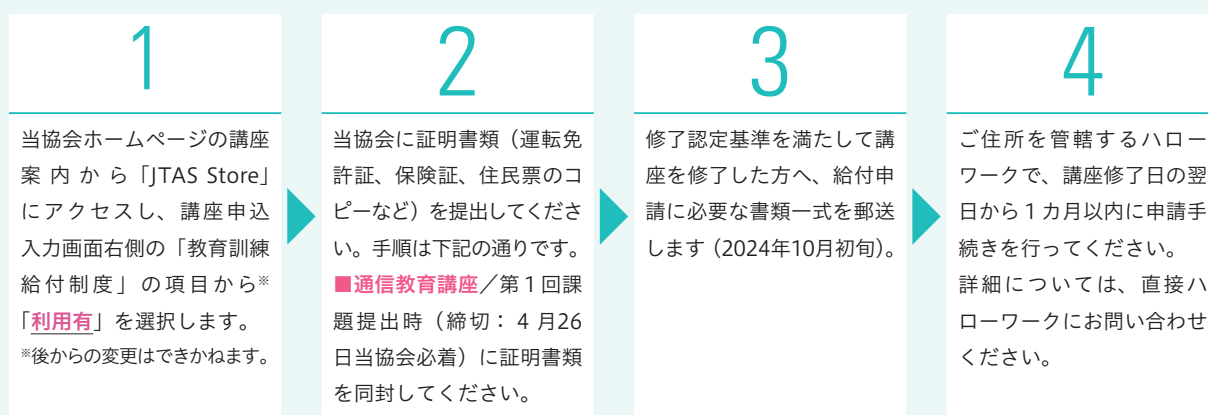 1
当協会ホームページの講座
案内から「JTAS Store」
にアクセスし、講座申込
入力画面右側の「教育訓練
給付制度」の項目から※
「利用有」を選択します。
※後からの変更はできかねます。
2
当協会に証明書類（運転免
許証、保険証、住民票のコ
ピーなど）を提出してくださ
い。手順は下記の通りです。
■通信教育講座／第１回課
題提出時（締切：４月26
日当協会必着）に証明書類
を同封してください。
3
修了認定基準を満たして講
座を修了した方へ、給付申
請に必要な書類一式を郵送
します（2024年10月初旬）。
4
ご住所を管轄するハロー
ワークで、講座修了日の翌
日から１カ月以内に申請手
続きを行ってください。
詳細については、直接ハ
ローワークにお問い合わせ
ください。